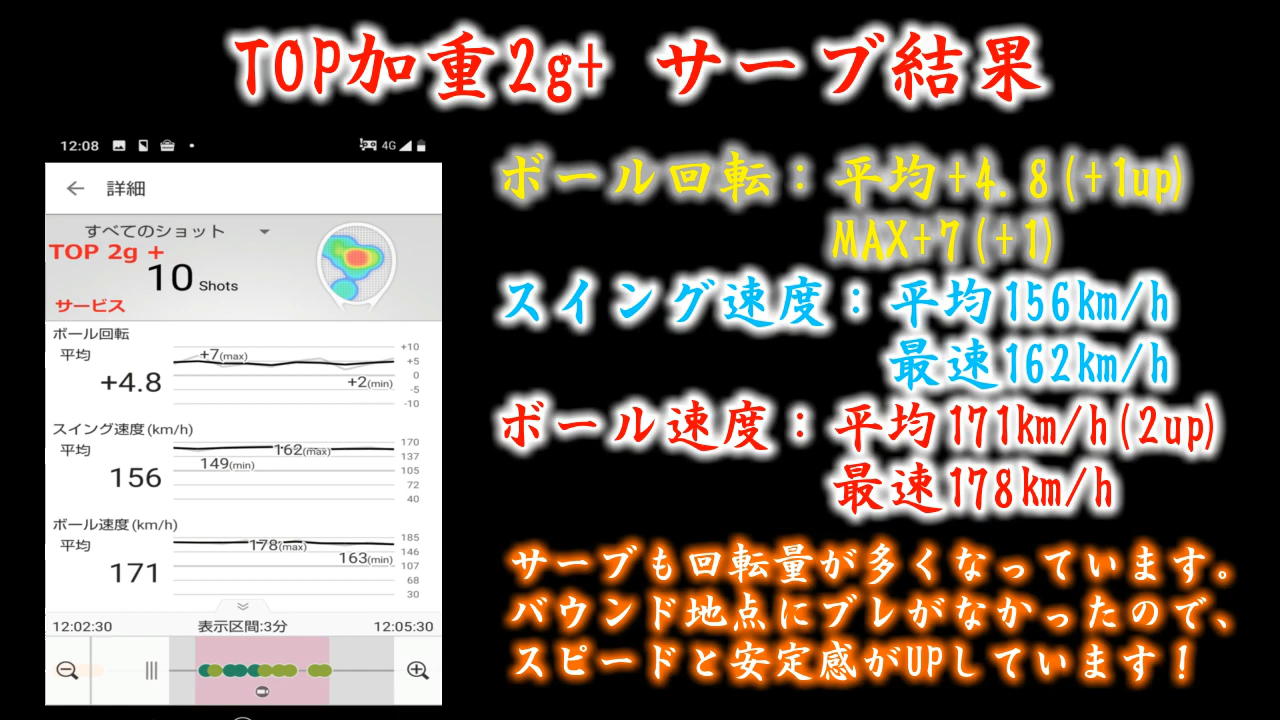 TOP加重2g+ サーブ結果
12:08
4G
詳細
すべてのショット
TOP 2g +
10 Shots
サービス
ボール回転
平均
+4.8
+7(max)
+2(min)
+10
+5
0
-5
-10
スイング速度(km/h)
平均
156
162(max)
149(min)
170
137
105
72
40
ボール速度(km/h)
平均
171
178(max)
163(min)
185
146
107
68
30
12:02:30
表示区間:3分
12:05:30
ボール回転：平均+4.8(+1up)
MAX+7(+1)
スイング速度：平均156km/h
最速162km/h
ボール速度：平均171km/h(2up)
最速178km/h
サーブも回転量が多くなっています。
バウンド地点にブレがなかったので、
スピードと安定感がUPしています！